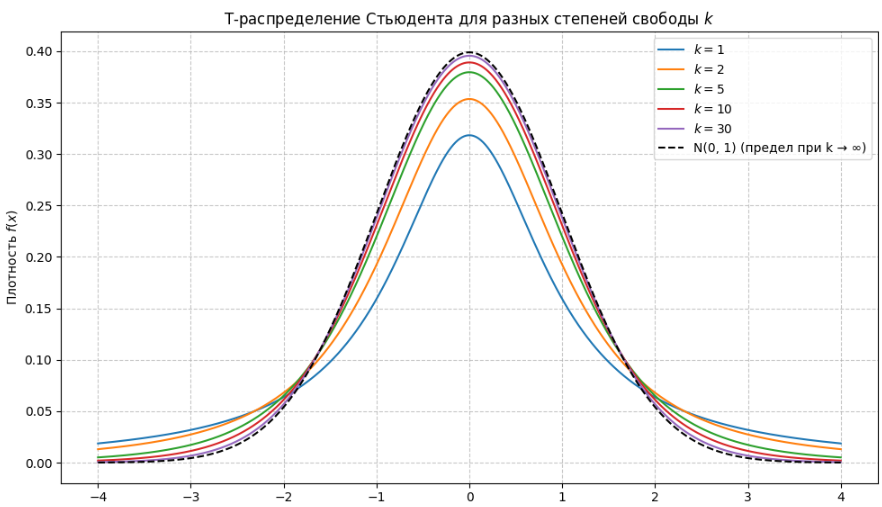 Т-распределение Стьюдента для разных степеней свободы k
Плотность f(x)
0.40
0.35
0.30
0.25
0.20
0.15
0.10
0.05
0.00
k = 1
k = 2
k = 5
k = 10
k = 30
N(0, 1) (предел при k → ∞)
−4 −3 −2 −1 0 1 2 3 4